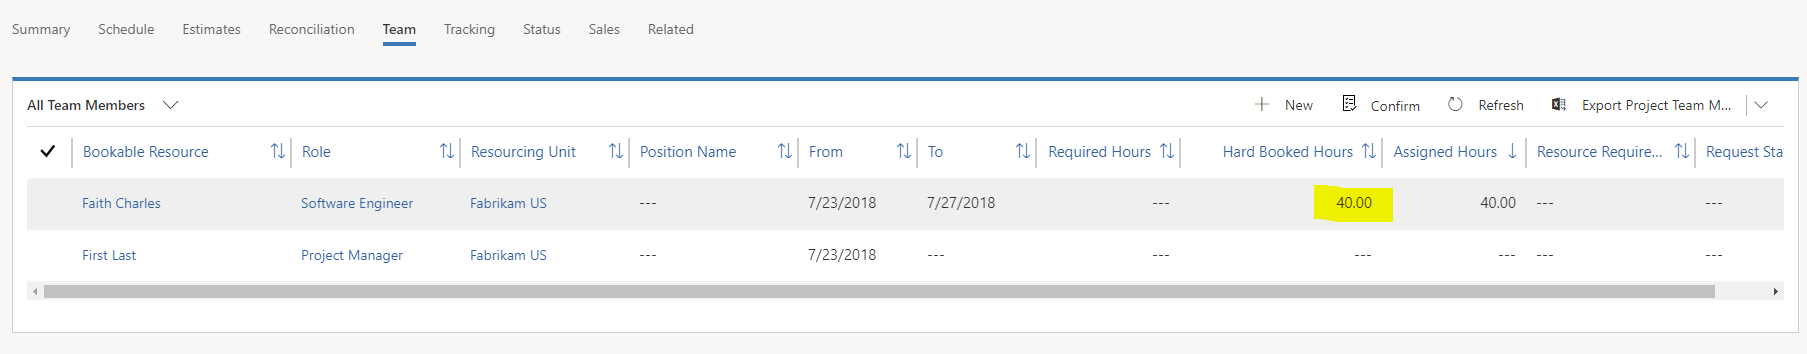 Summary Schedule Estimates Reconciliation Team Tracking Status Sales Related
All Team Members New Confirm Refresh Export Project Team M...
Bookable Resource Role Resourcing Unit Position Name From To Required Hours Hard Booked Hours Assigned Hours Resource Require... Request Sta
Faith Charles Software Engineer Fabrikam US --- 7/23/2018 7/27/2018 --- 40.00 40.00 --- ---
First Last Project Manager Fabrikam US --- 7/23/2018 --- --- --- --- --- ---